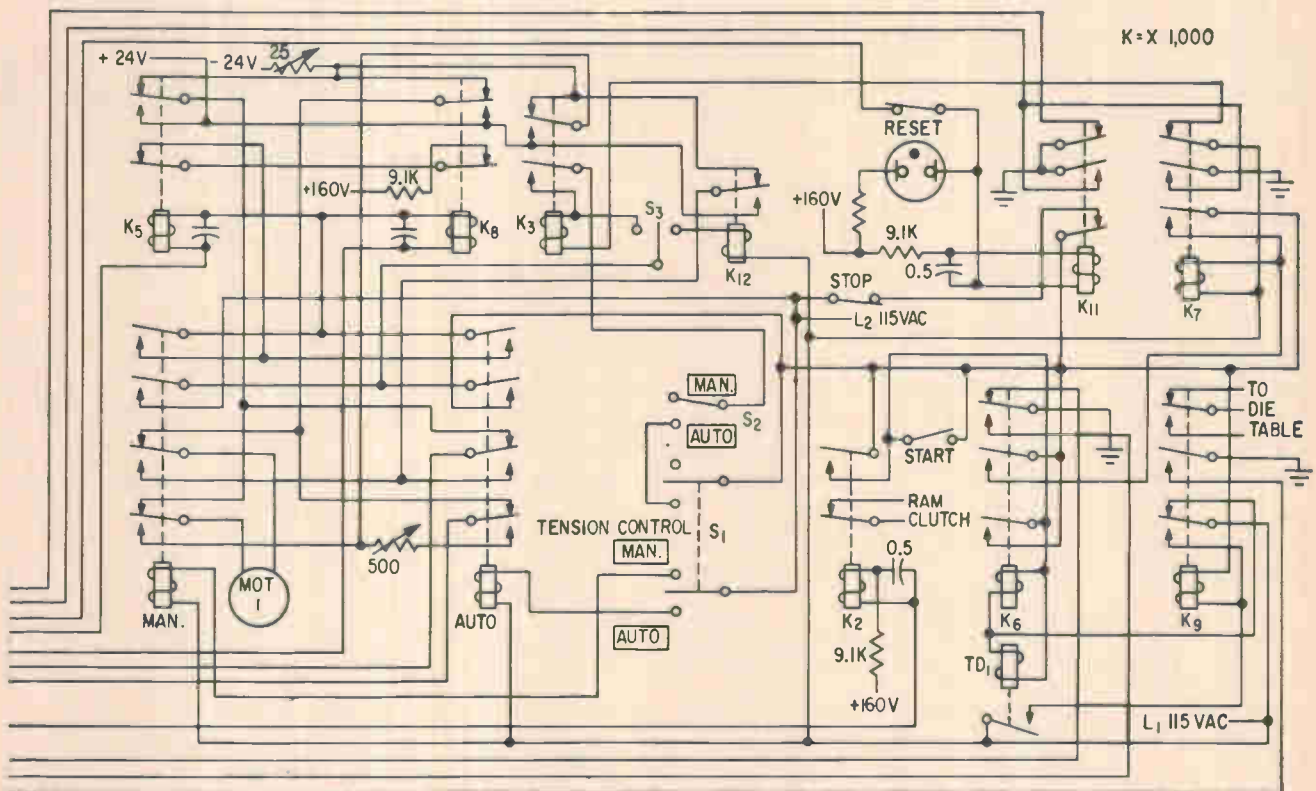 K = X 1,000
+ 24V
- 24V
25
RESET
9.1K
+160V
+160V
K5
K8
K3
S3
K12
9.1K
0.5
STOP
L2 115VAC
K11
K7
MAN.
S2
AUTO
TO
DIE
TABLE
START
RAM
CLUTCH
TENSION CONTROL
S1
MAN.
500
0.5
MOT
1
MAN.
AUTO
AUTO
K2
K6
K9
9.1K
TD1
+160V
L1 115 VAC